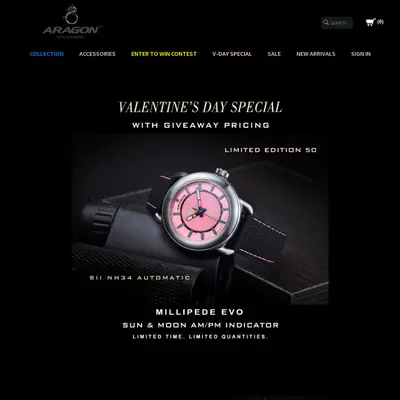 ARAGON
SEARCH
(0)
COLLECTION
ACCESSORIES
ENTER TO WIN CONTEST
V-DAY SPECIAL
SALE
NEW ARRIVALS
SIGN IN
VALENTINE'S DAY SPECIAL
WITH GIVEAWAY PRICING
LIMITED EDITION 50
SII NH34 AUTOMATIC
MILLIPEDE EVO
SUN & MOON AM/PM INDICATOR
LIMITED TIME. LIMITED QUANTITIES.